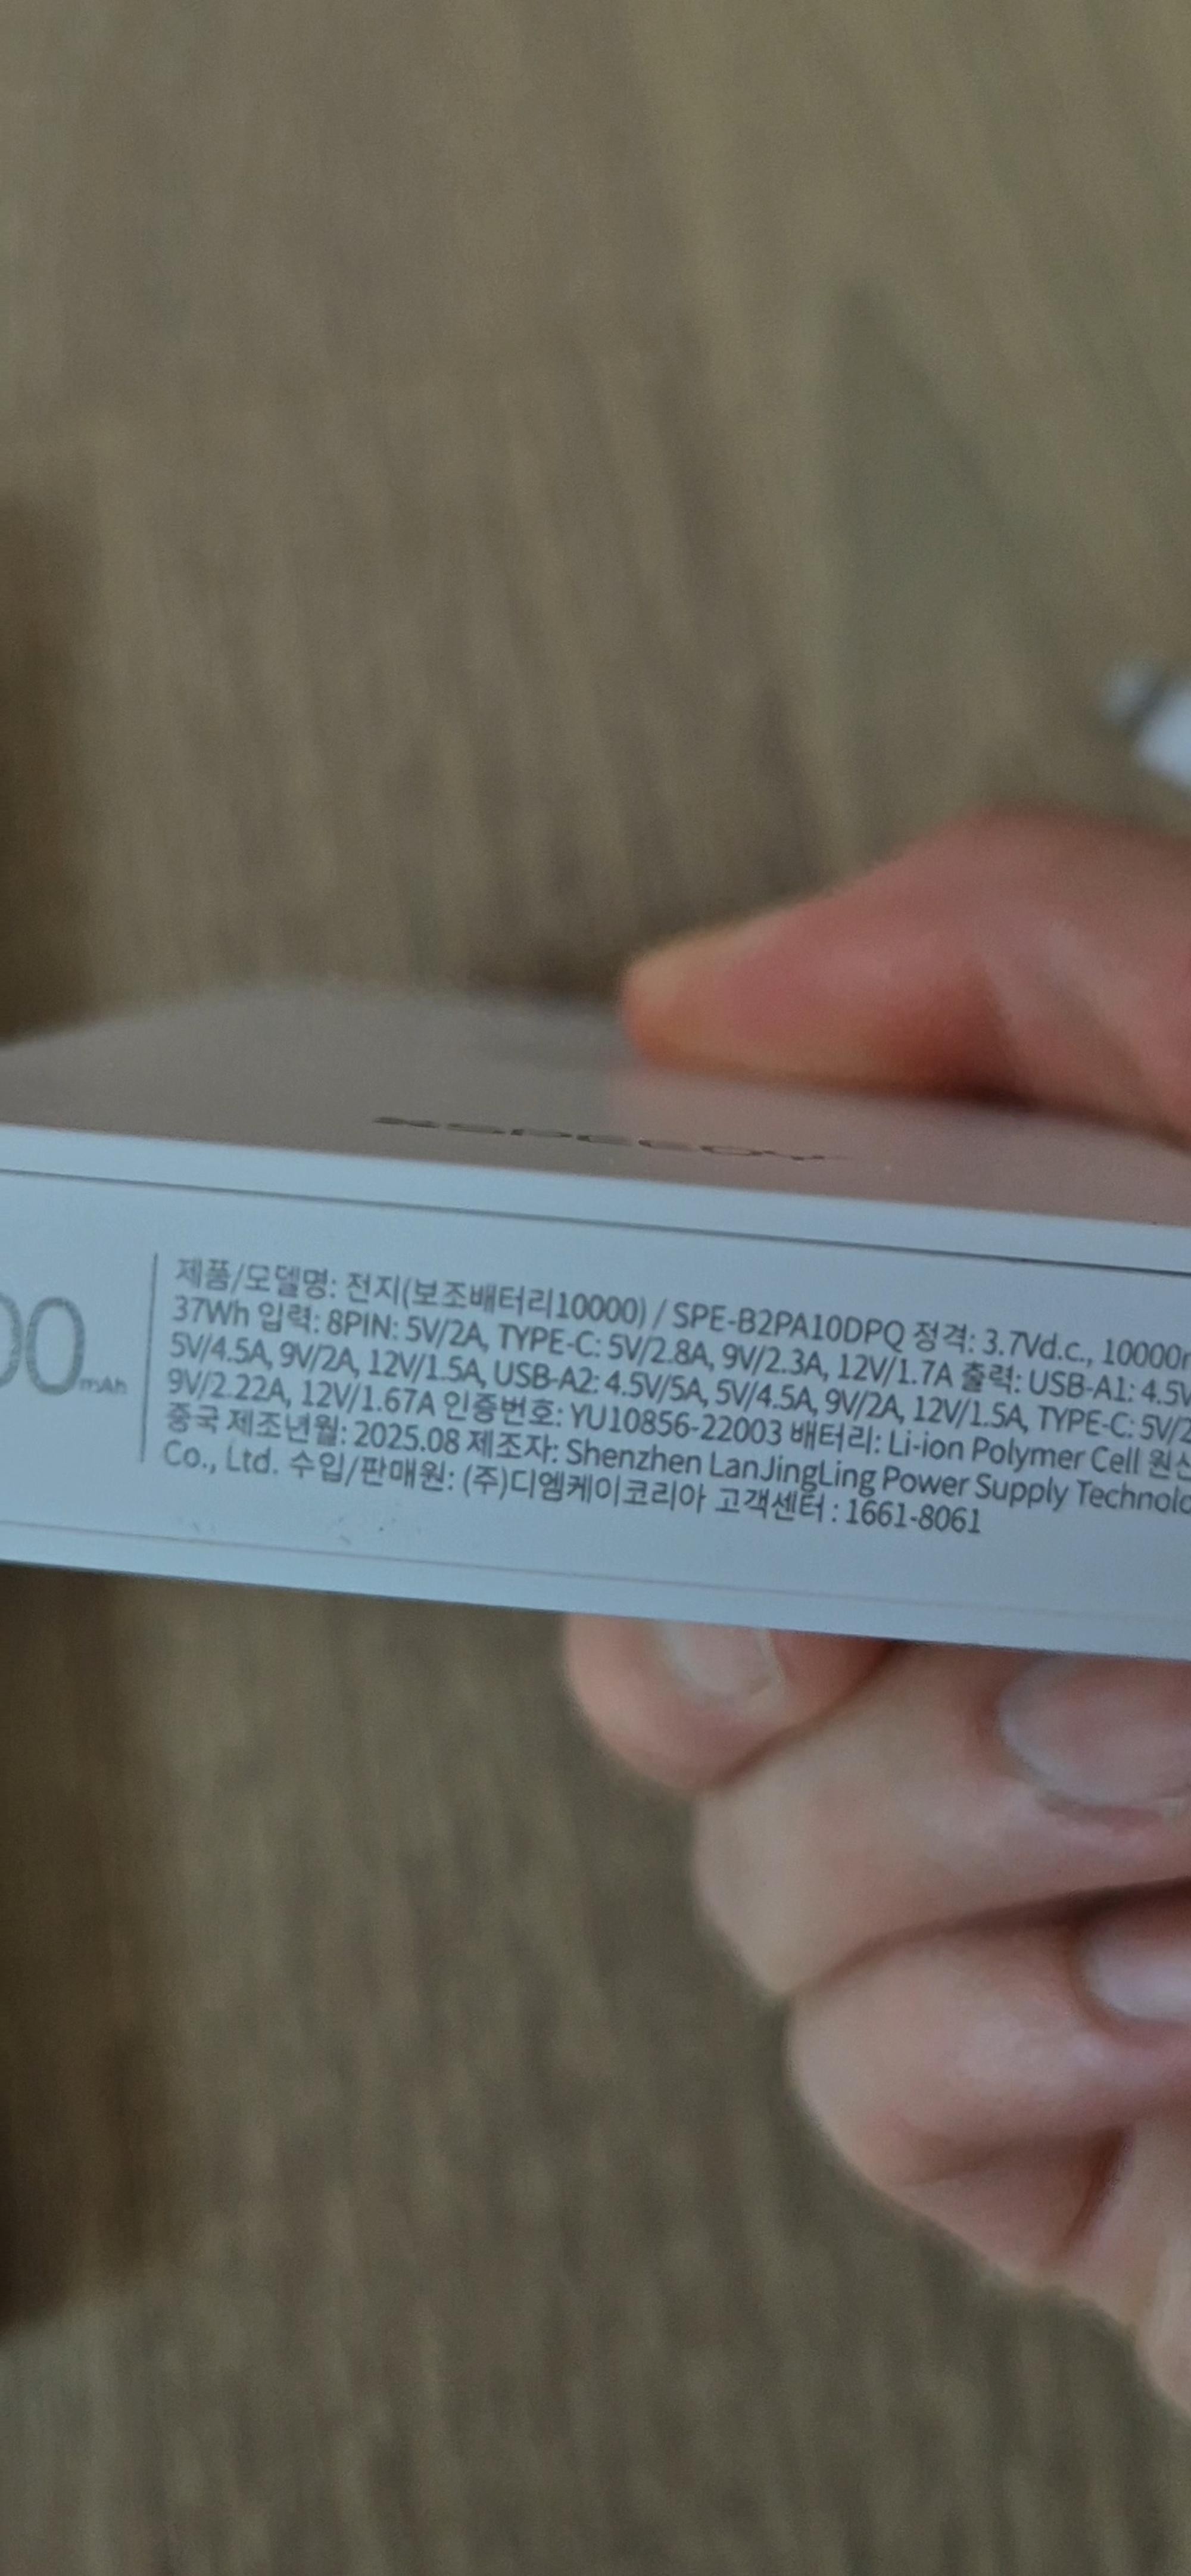 SPEEDY
00mAh
제품/모델명: 전지(보조배터리10000) / SPE-B2PA10DPQ 정격: 3.7Vd.c., 10000
37Wh 입력: 8PIN: 5V/2A, TYPE-C: 5V/2.8A, 9V/2.3A, 12V/1.7A 출력: USB-A1: 4.5V
5V/4.5A, 9V/2A, 12V/1.5A, USB-A2: 4.5V/5A, 5V/4.5A, 9V/2A, 12V/1.5A, TYPE-C: 5V/2
9V/2.22A, 12V/1.67A 인증번호: YU10856-22003 배터리: Li-ion Polymer Cell 원산
중국 제조년월: 2025.08 제조자: Shenzhen LanJingLing Power Supply Technolo
Co., Ltd. 수입/판매원: (주)디엠케이코리아 고객센터 : 1661-8061